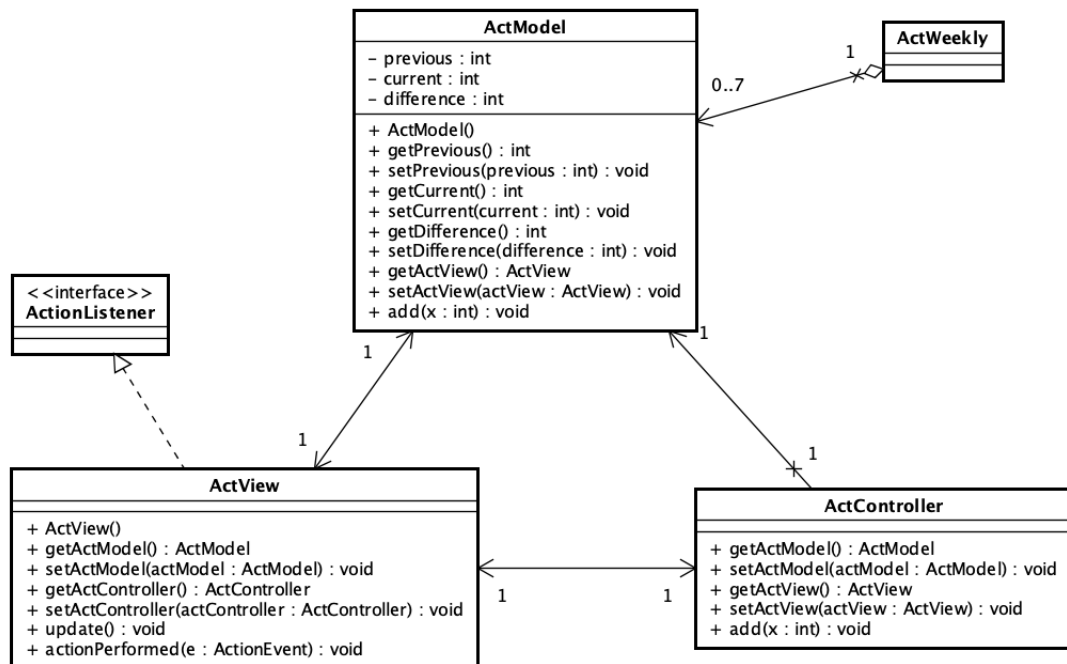 ActModel
– previous : int
– current : int
– difference : int
+ ActModel()
+ getPrevious() : int
+ setPrevious(previous : int) : void
+ getCurrent() : int
+ setCurrent(current : int) : void
+ getDifference() : int
+ setDifference(difference : int) : void
+ getActView() : ActView
+ setActView(actView : ActView) : void
+ add(x : int) : void
ActWeekly
1
0..7
<<interface>>
ActionListener
1
1
1
1
ActView
+ ActView()
+ getActModel() : ActModel
+ setActModel(actModel : ActModel) : void
+ getActController() : ActController
+ setActController(actController : ActController) : void
+ update() : void
+ actionPerformed(e : ActionEvent) : void
1
1
ActController
+ getActModel() : ActModel
+ setActModel(actModel : ActModel) : void
+ getActView() : ActView
+ setActView(actView : ActView) : void
+ add(x : int) : void